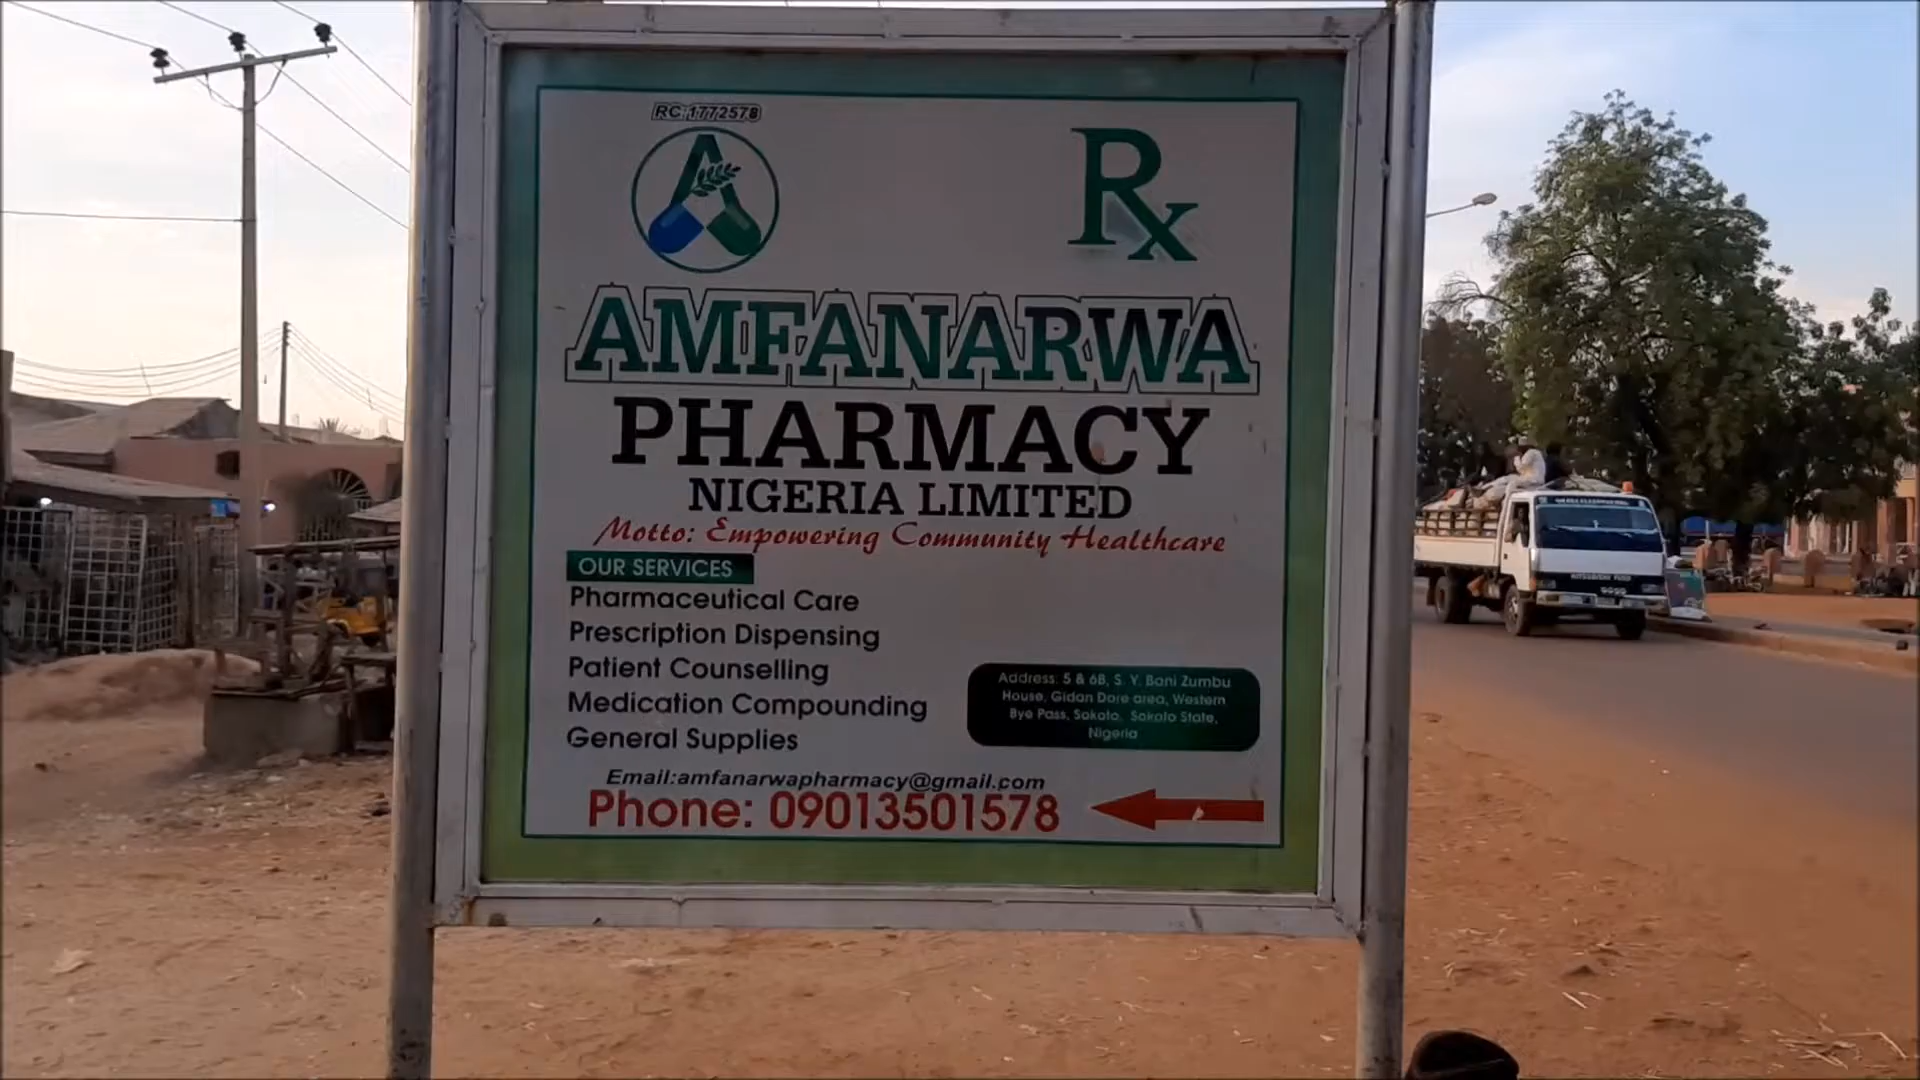 RC:1772578
Rx
AMFANARWA
PHARMACY
NIGERIA LIMITED
Motto: Empowering Community Healthcare
OUR SERVICES
Pharmaceutical Care
Prescription Dispensing
Patient Counselling
Medication Compounding
General Supplies
Address: 5 & 6B, S. Y. Bani Zumbu
House, Gidan Dare area, Western
Bye Pass, Sokoto, Sokoto State,
Nigeria
Email:amfanarwapharmacy@gmail.com
Phone: 09013501578
MITSUBISHI FUSO